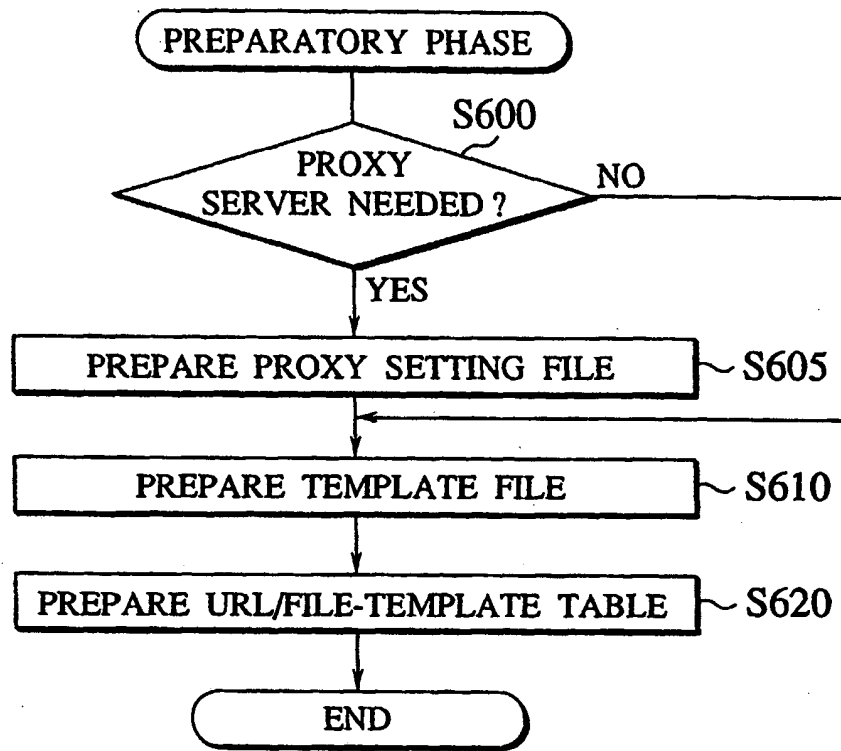 PREPARATORY PHASE
S600
PROXY
SERVER NEEDED ?
NO
YES
PREPARE PROXY SETTING FILE
S605
PREPARE TEMPLATE FILE
S610
PREPARE URL/FILE-TEMPLATE TABLE
S620
END